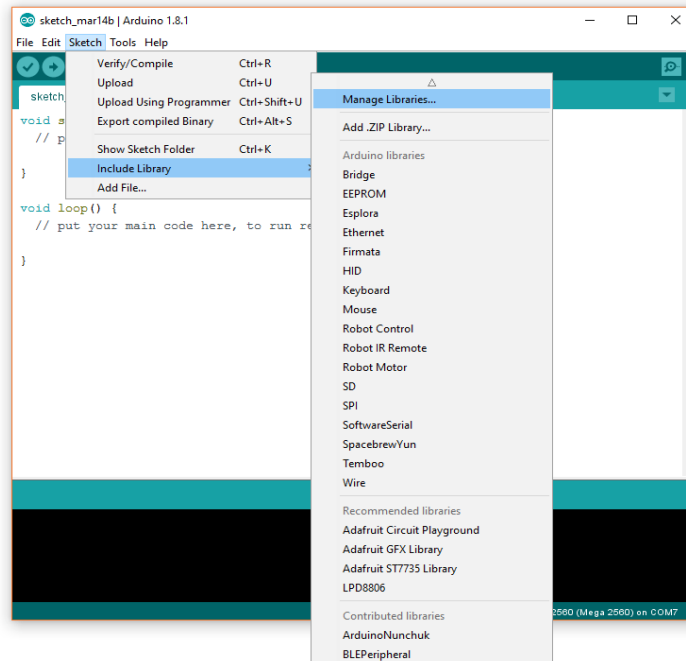 sketch_mar14b | Arduino 1.8.1
File Edit Sketch Tools Help
Verify/Compile Ctrl+R
Upload Ctrl+U
Upload Using Programmer Ctrl+Shift+U
Export compiled Binary Ctrl+Alt+S
Show Sketch Folder Ctrl+K
Include Library
Add File...
sketch_
void s
// p
}
void loop() {
// put your main code here, to run re
}
Manage Libraries...
Add .ZIP Library...
Arduino libraries
Bridge
EEPROM
Esplora
Ethernet
Firmata
HID
Keyboard
Mouse
Robot Control
Robot IR Remote
Robot Motor
SD
SPI
SoftwareSerial
SpacebrewYun
Temboo
Wire
Recommended libraries
Adafruit Circuit Playground
Adafruit GFX Library
Adafruit ST7735 Library
LPD8806
Contributed libraries
ArduinoNunchuk
BLEPeripheral
2560 (Mega 2560) on COM7